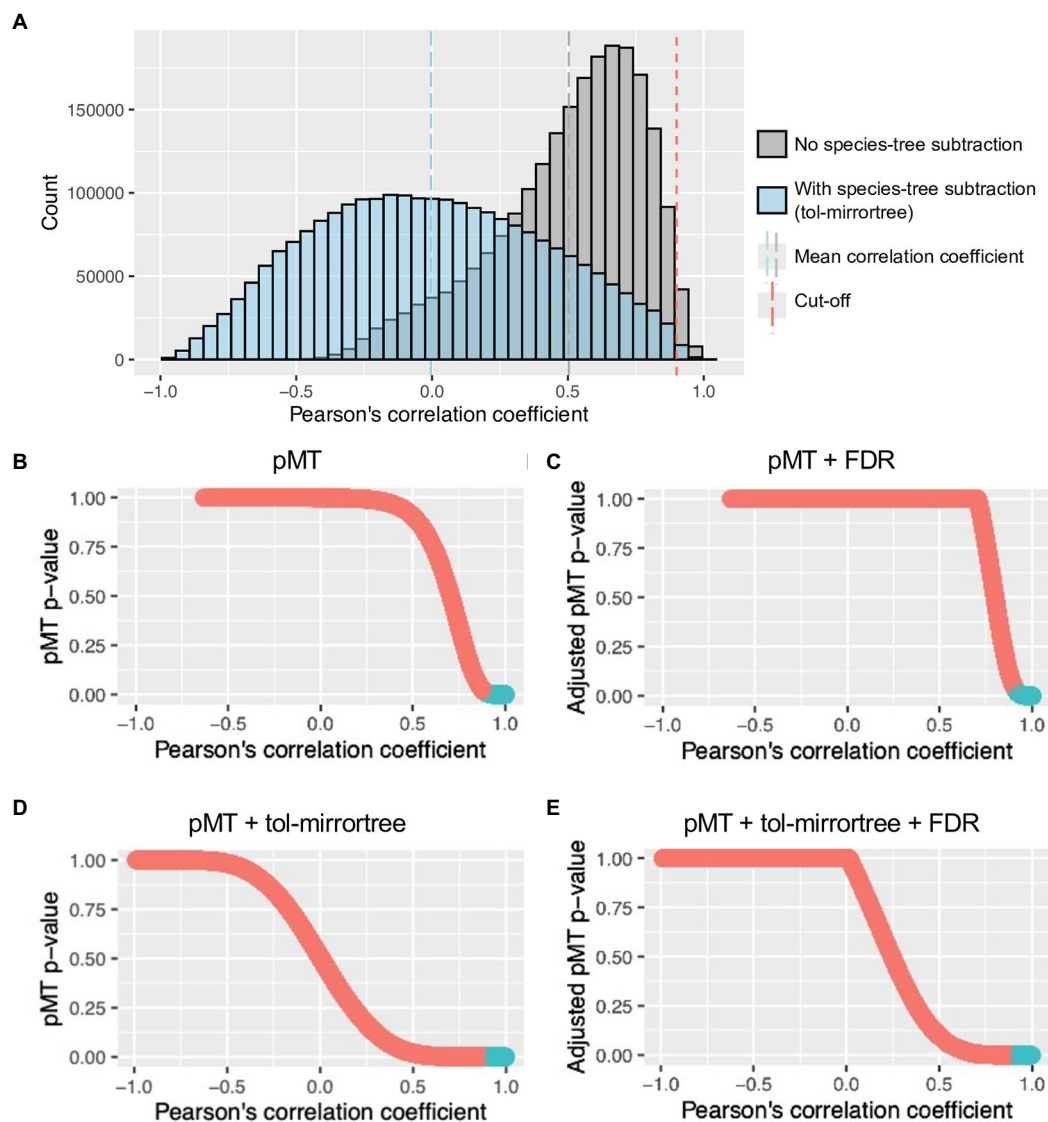 A
Count
150000
100000
50000
0
−1.0
−0.5
0.0
0.5
1.0
Pearson's correlation coefficient
No species-tree subtraction
With species-tree subtraction
(tol-mirrortree)
Mean correlation coefficient
Cut-off
B
pMT
pMT p−value
1.00
0.75
0.50
0.25
0.00
−1.0
−0.5
0.0
0.5
1.0
Pearson's correlation coefficient
C
pMT + FDR
Adjusted pMT p−value
1.00
0.75
0.50
0.25
0.00
−1.0
−0.5
0.0
0.5
1.0
Pearson's correlation coefficient
D
pMT + tol-mirrortree
pMT p−value
1.00
0.75
0.50
0.25
0.00
−1.0
−0.5
0.0
0.5
1.0
Pearson's correlation coefficient
E
pMT + tol-mirrortree + FDR
Adjusted pMT p−value
1.00
0.75
0.50
0.25
0.00
−1.0
−0.5
0.0
0.5
1.0
Pearson's correlation coefficient